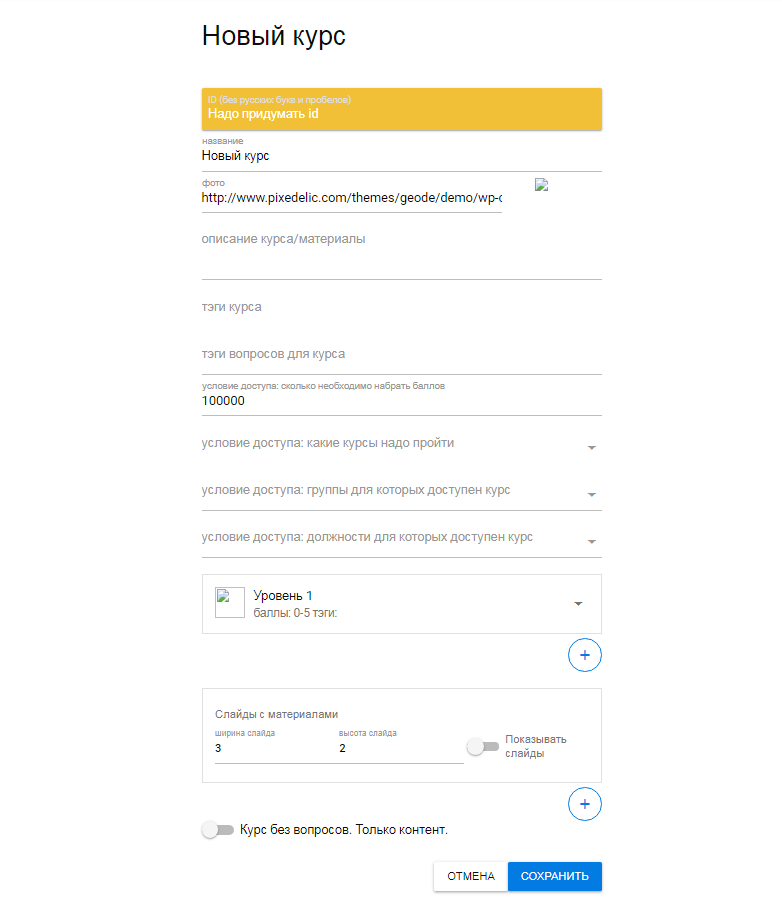 Новый курс
ID (без русских букв и пробелов)
Надо придумать id
название
Новый курс
фото
http://www.pixedelic.com/themes/geode/demo/wp-c
описание курса/материалы
тэги курса
тэги вопросов для курса
условие доступа: сколько необходимо набрать баллов
100000
условие доступа: какие курсы надо пройти
условие доступа: группы для которых доступен курс
условие доступа: должности для которых доступен курс
Уровень 1
баллы: 0-5 тэги:
+
Слайды с материалами
ширина слайда высота слайда
3 2
Показывать
слайды
+
Курс без вопросов. Только контент.
ОТМЕНА СОХРАНИТЬ